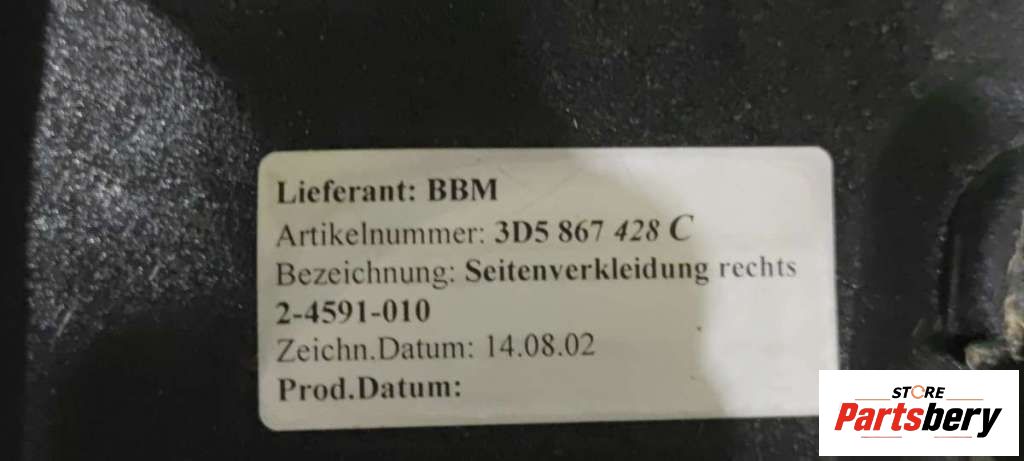 Lieferant: BBM
Artikelnummer: 3D5 867 428 C
Bezeichnung: Seitenverkleidung rechts
2-4591-010
Zeichn.Datum: 14.08.02
Prod.Datum:
STORE
Partsbery